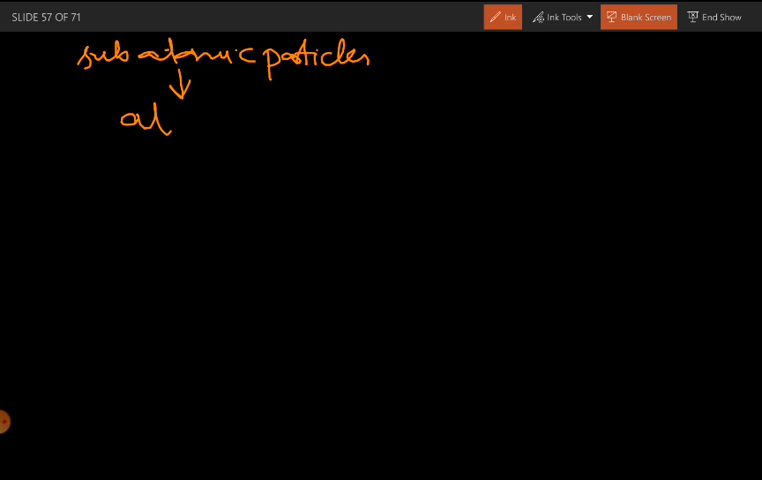 SLIDE 57 OF 71
Ink
Ink Tools
Blank Screen
End Show
sub atomic particles